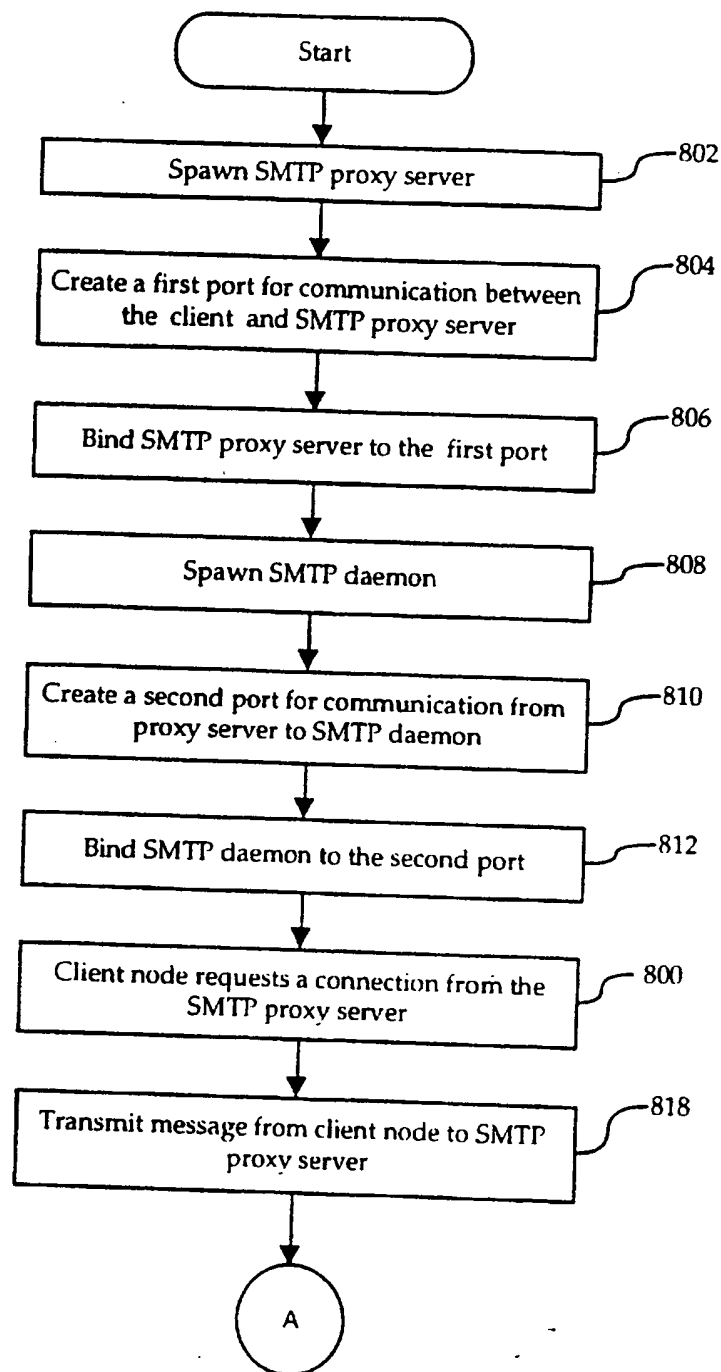 Start
Spawn SMTP proxy server
802
Create a first port for communication between
the client and SMTP proxy server
804
Bind SMTP proxy server to the first port
806
Spawn SMTP daemon
808
Create a second port for communication from
proxy server to SMTP daemon
810
Bind SMTP daemon to the second port
812
Client node requests a connection from the
SMTP proxy server
800
Transmit message from client node to SMTP
proxy server
818
A